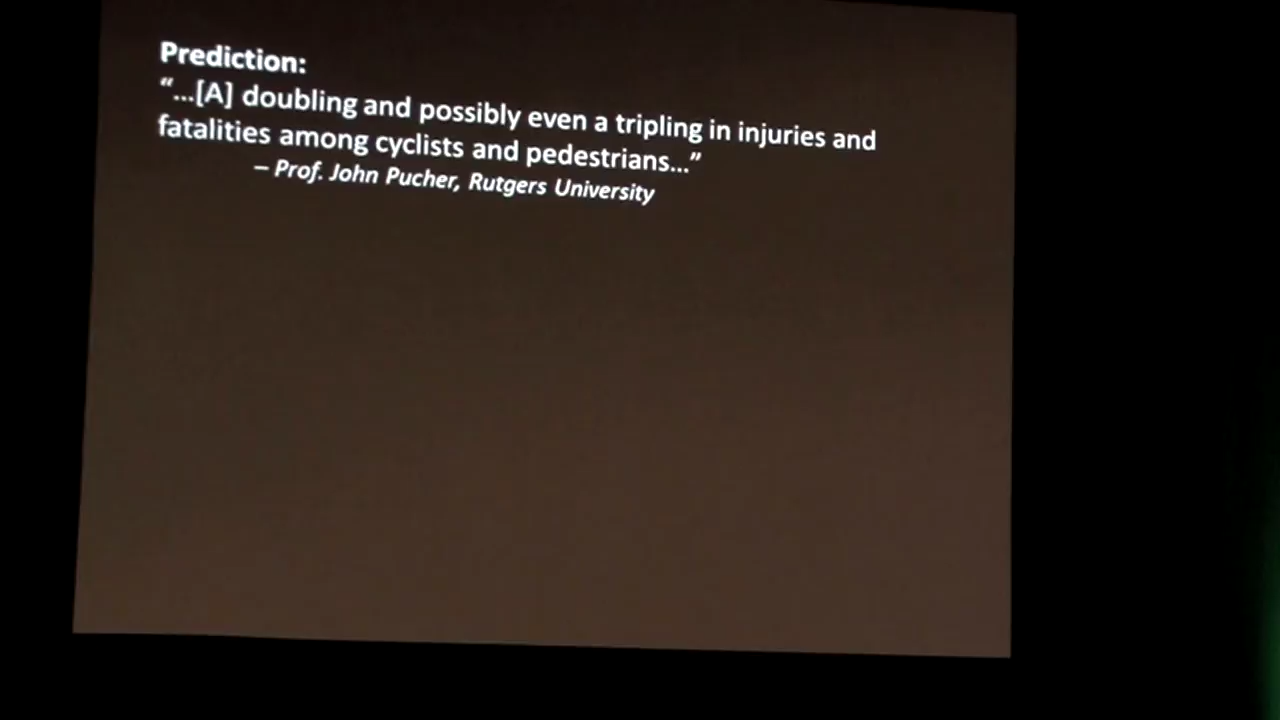 Prediction:
“...[A] doubling and possibly even a tripling in injuries and
fatalities among cyclists and pedestrians...”
– Prof. John Pucher, Rutgers University